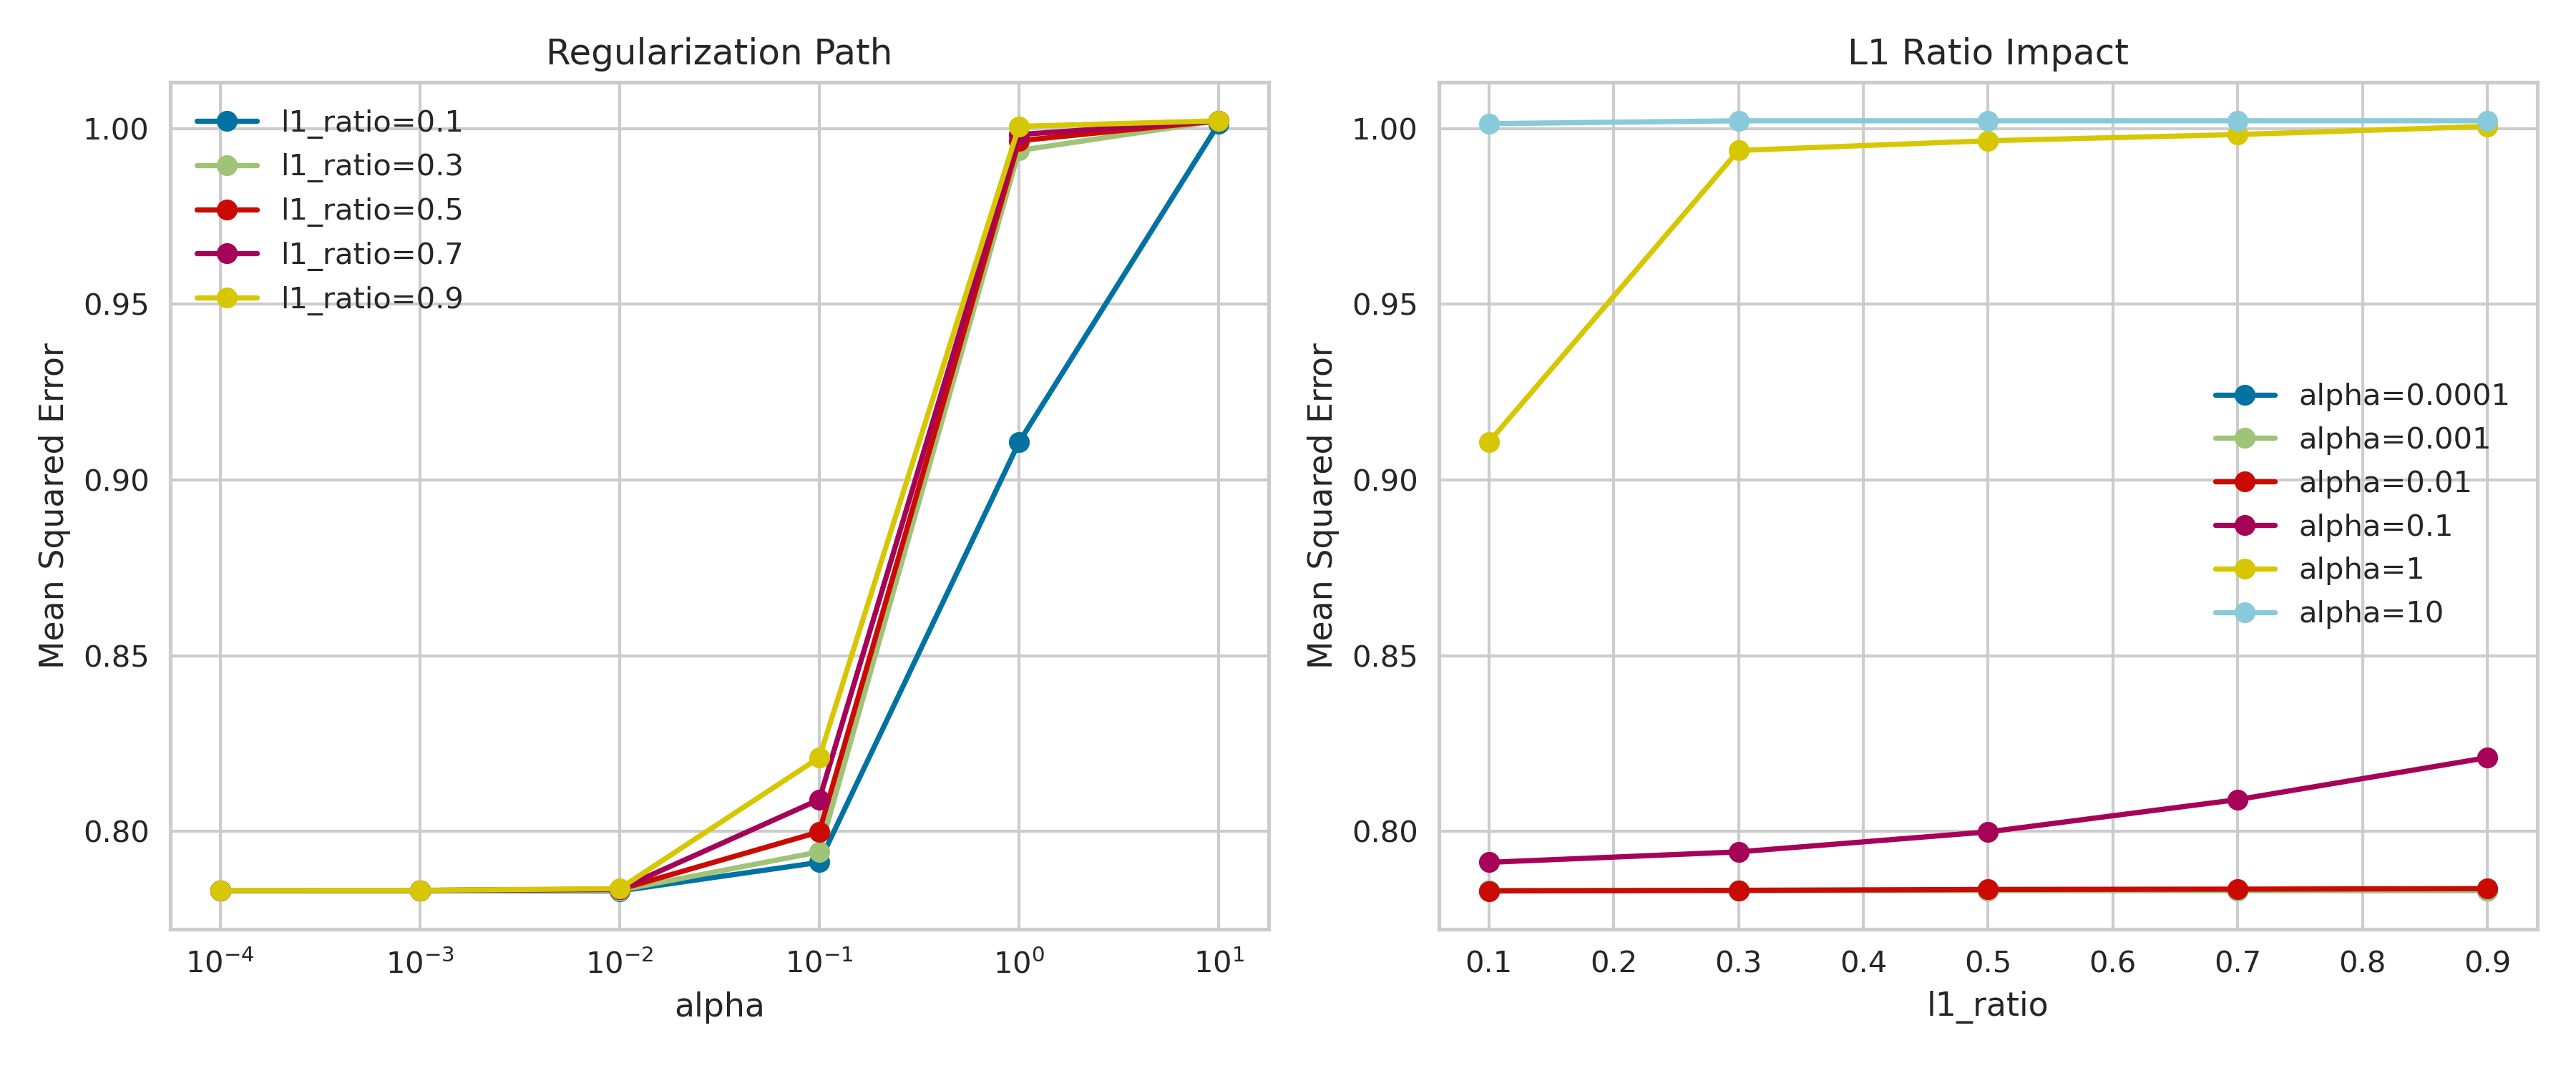 Regularization Path
l1_ratio=0.1
l1_ratio=0.3
l1_ratio=0.5
l1_ratio=0.7
l1_ratio=0.9
1.00
0.95
0.90
0.85
0.80
Mean Squared Error
10⁻⁴ 10⁻³ 10⁻² 10⁻¹ 10⁰ 10¹
alpha
L1 Ratio Impact
1.00
0.95
0.90
0.85
0.80
Mean Squared Error
alpha=0.0001
alpha=0.001
alpha=0.01
alpha=0.1
alpha=1
alpha=10
0.1 0.2 0.3 0.4 0.5 0.6 0.7 0.8 0.9
l1_ratio